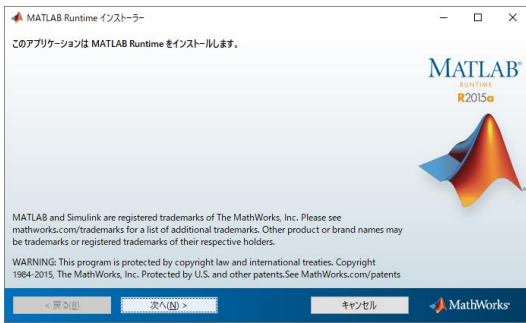 MATLAB Runtime インストーラー
このアプリケーションは MATLAB Runtime をインストールします。
MATLAB®
RUNTIME
R2015a
MATLAB and Simulink are registered trademarks of The MathWorks, Inc. Please see
mathworks.com/trademarks for a list of additional trademarks. Other product or brand names may
be trademarks or registered trademarks of their respective holders.
WARNING: This program is protected by copyright law and international treaties. Copyright
1984-2015, The MathWorks, Inc. Protected by U.S. and other patents.See MathWorks.com/patents
< 戻る(B)
次へ(N) >
キャンセル
MathWorks®